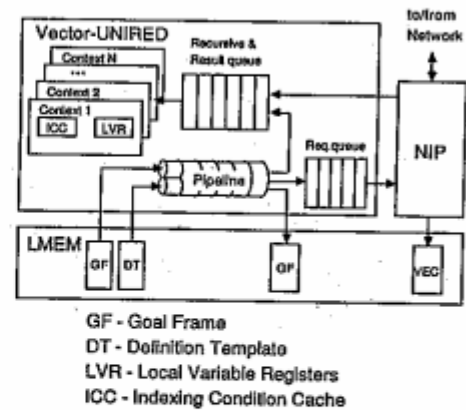 to/from
Network
Vector-UNIRED
Recursive &
Result queue
Context N
•••
Context 2
Context 1
ICC
LVR
Req.queue
NIP
Pipeline
LMEM
GF
DT
GF
VEC
GF - Goal Frame
DT - Definition Template
LVR - Local Variable Registers
ICC - Indexing Condition Cache